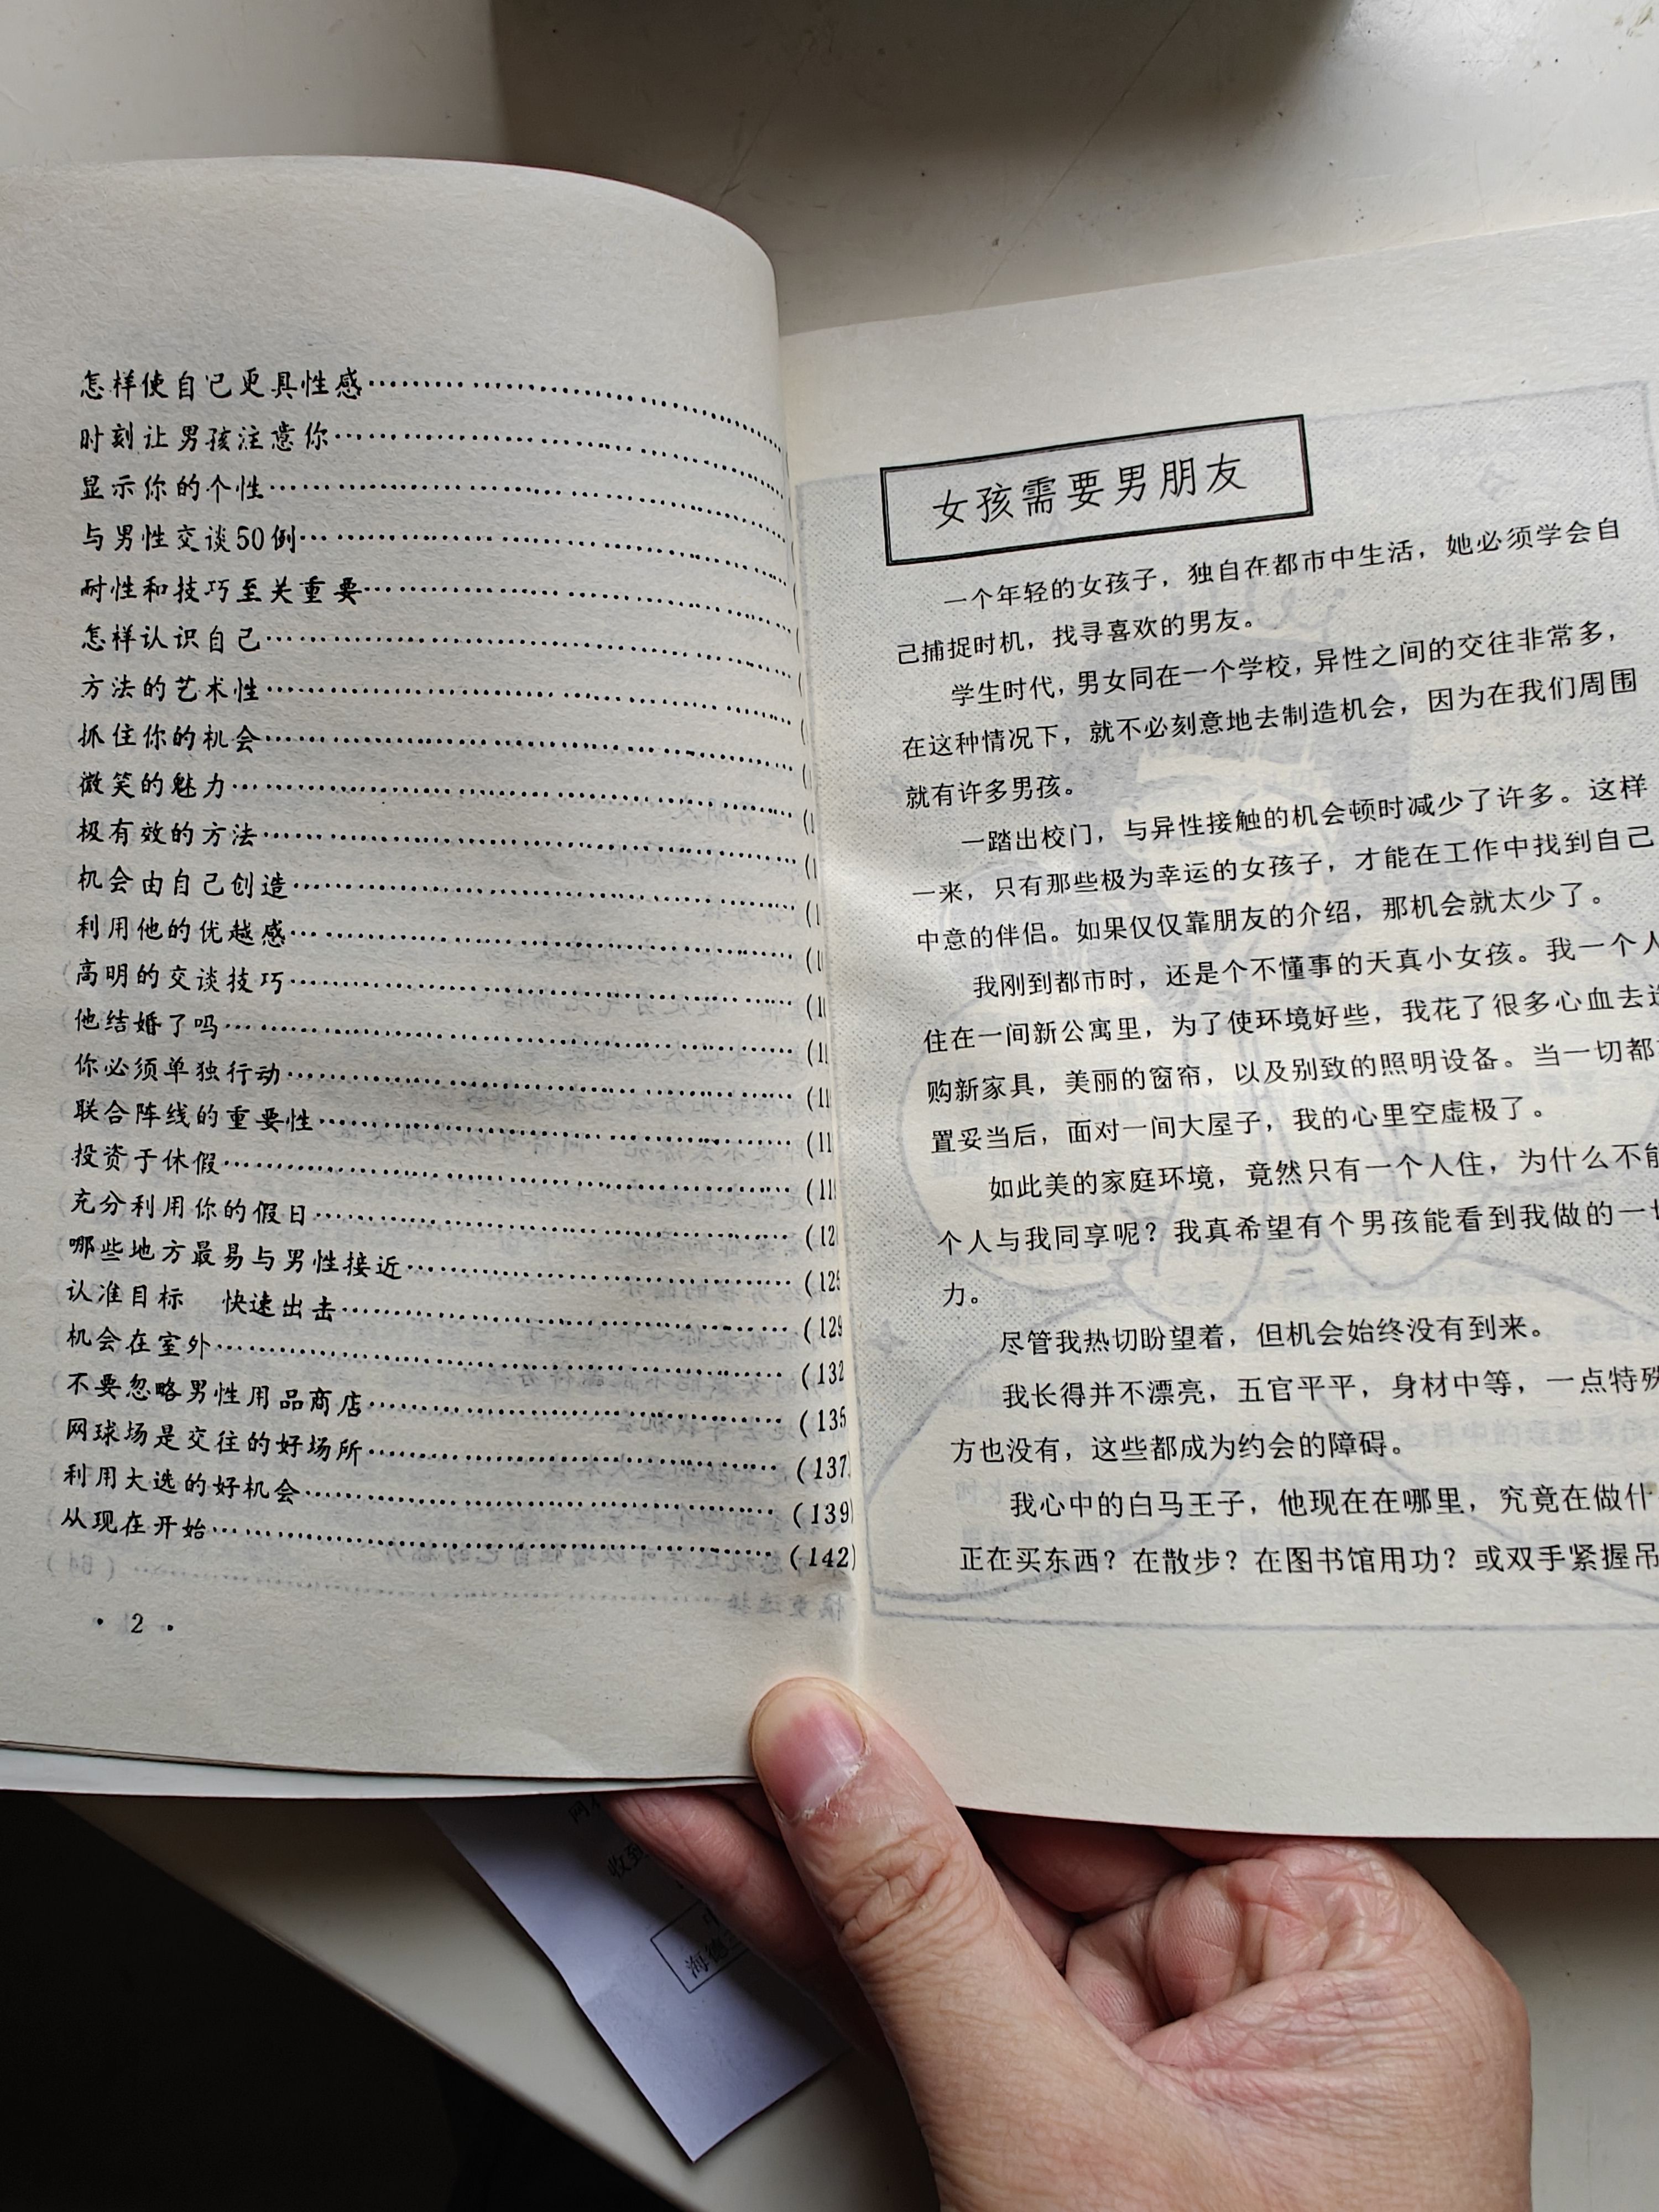 怎样使自己更具性感……………………
时刻让男孩注意你……………………
显示你的个性……………………
与男性交谈50例……………………
耐性和技巧至关重要……………………
怎样认识自己……………………
方法的艺术性……………………
抓住你的机会……………………(
微笑的魅力……………………(1
极有效的方法……………………(1
机会由自己创造……………………(1
利用他的优越感……………………(1
高明的交谈技巧……………………(1
他结婚了吗……………………(11
你必须单独行动……………………(11
联合阵线的重要性……………………(11
投资于休假……………………(11
充分利用你的假日……………………(12
哪些地方最易与男性接近……………………(125
认准目标　快速出击……………………(129
机会在室外……………………(132
不要忽略男性用品商店……………………(135
网球场是交往的好场所……………………(137
利用大选的好机会……………………(139)
从现在开始……………………(142)
· 2 ·
女孩需要男朋友
一个年轻的女孩子，独自在都市中生活，她必须学会自
己捕捉时机，找寻喜欢的男友。
学生时代，男女同在一个学校，异性之间的交往非常多，
在这种情况下，就不必刻意地去制造机会，因为在我们周围
就有许多男孩。
一踏出校门，与异性接触的机会顿时减少了许多。这样
一来，只有那些极为幸运的女孩子，才能在工作中找到自己
中意的伴侣。如果仅仅靠朋友的介绍，那机会就太少了。
我刚到都市时，还是个不懂事的天真小女孩。我一个人
住在一间新公寓里，为了使环境好些，我花了很多心血去选
购新家具，美丽的窗帘，以及别致的照明设备。当一切都
置妥当后，面对一间大屋子，我的心里空虚极了。
如此美的家庭环境，竟然只有一个人住，为什么不能
个人与我同享呢？我真希望有个男孩能看到我做的一切
力。
尽管我热切盼望着，但机会始终没有到来。
我长得并不漂亮，五官平平，身材中等，一点特殊
方也没有，这些都成为约会的障碍。
我心中的白马王子，他现在在哪里，究竟在做什
正在买东西？在散步？在图书馆用功？或双手紧握吊
收到
海德